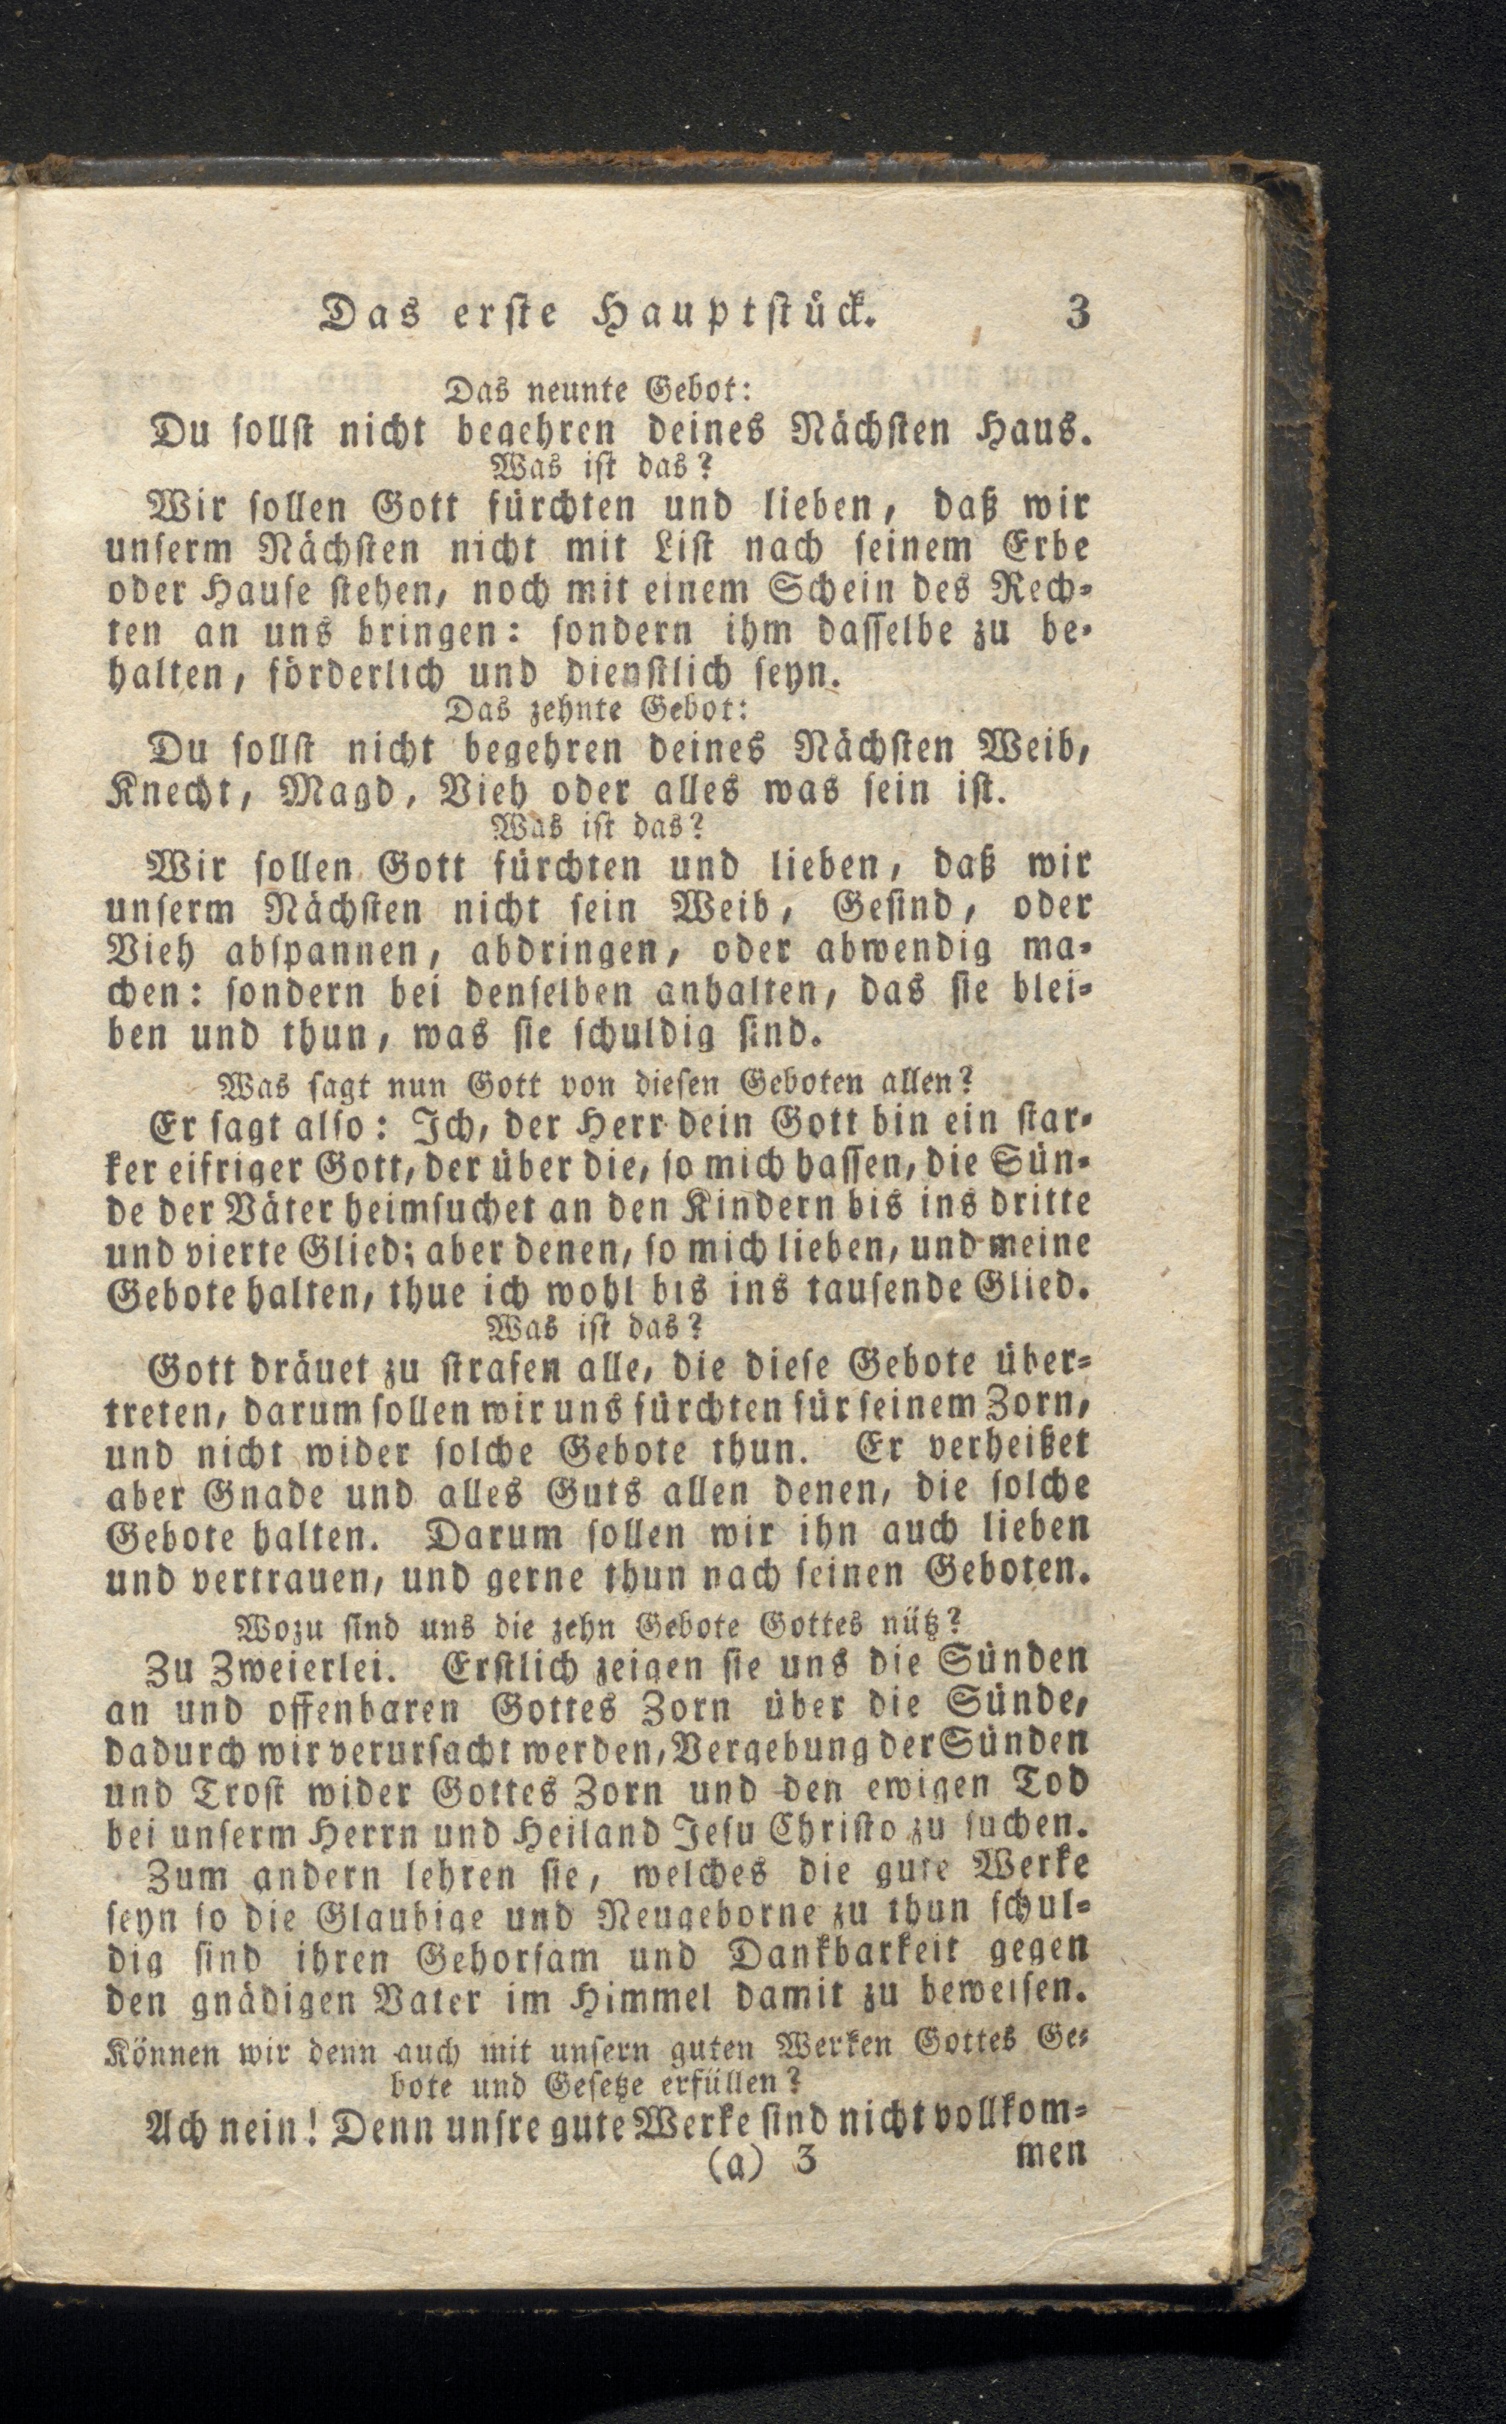 Das erste Hauptstück. 3
Das neunte Gebot:
Du sollst nicht begehren deines Nächsten Haus.
Was ist das?
Wir sollen Gott fürchten und lieben, daß wir
unserm Nächsten nicht mit List nach seinem Erbe
oder Hause stehen, noch mit einem Schein des Rech-
ten an uns bringen: sondern ihm dasselbe zu be-
halten, förderlich und dienstlich seyn.
Das zehnte Gebot:
Du sollst nicht begehren deines Nächsten Weib,
Knecht, Magd, Vieh oder alles was sein ist.
Was ist das?
Wir sollen Gott fürchten und lieben, daß wir
unserm Nächsten nicht sein Weib, Gesind, oder
Vieh abspannen, abdringen, oder abwendig ma-
chen: sondern bei denselben anhalten, das sie blei-
ben und thun, was sie schuldig sind.
Was sagt nun Gott von diesen Geboten allen?
Er sagt also: Ich, der Herr dein Gott bin ein star-
ker eifriger Gott, der über die, so mich hassen, die Sün-
de der Väter heimsuchet an den Kindern bis ins dritte
und vierte Glied; aber denen, so mich lieben, und meine
Gebote halten, thue ich wohl bis ins tausende Glied.
Was ist das?
Gott dräuet zu strafen alle, die diese Gebote über-
treten, darum sollen wir uns fürchten für seinem Zorn,
und nicht wider solche Gebote thun. Er verheißet
aber Gnade und alles Guts allen denen, die solche
Gebote halten. Darum sollen wir ihn auch lieben
und vertrauen, und gerne thun nach seinen Geboten.
Wozu sind uns die zehn Gebote Gottes nütz?
Zu Zweierlei. Erstlich zeigen sie uns die Sünden
an und offenbaren Gottes Zorn über die Sünde,
dadurch wir verursacht werden, Vergebung der Sünden
und Trost wider Gottes Zorn und den ewigen Tod
bei unserm Herrn und Heiland Jesu Christo zu suchen.
Zum andern lehren sie, welches die gute Werke
seyn so die Glaubige und Neugeborne zu thun schul-
dig sind ihren Gehorsam und Dankbarkeit gegen
den gnädigen Vater im Himmel damit zu beweisen.
Können wir denn auch mit unsern guten Werken Gottes Ge-
bote und Gesetze erfüllen?
Ach nein! Denn unsre gute Werke sind nicht vollkom-
(a) 3 men